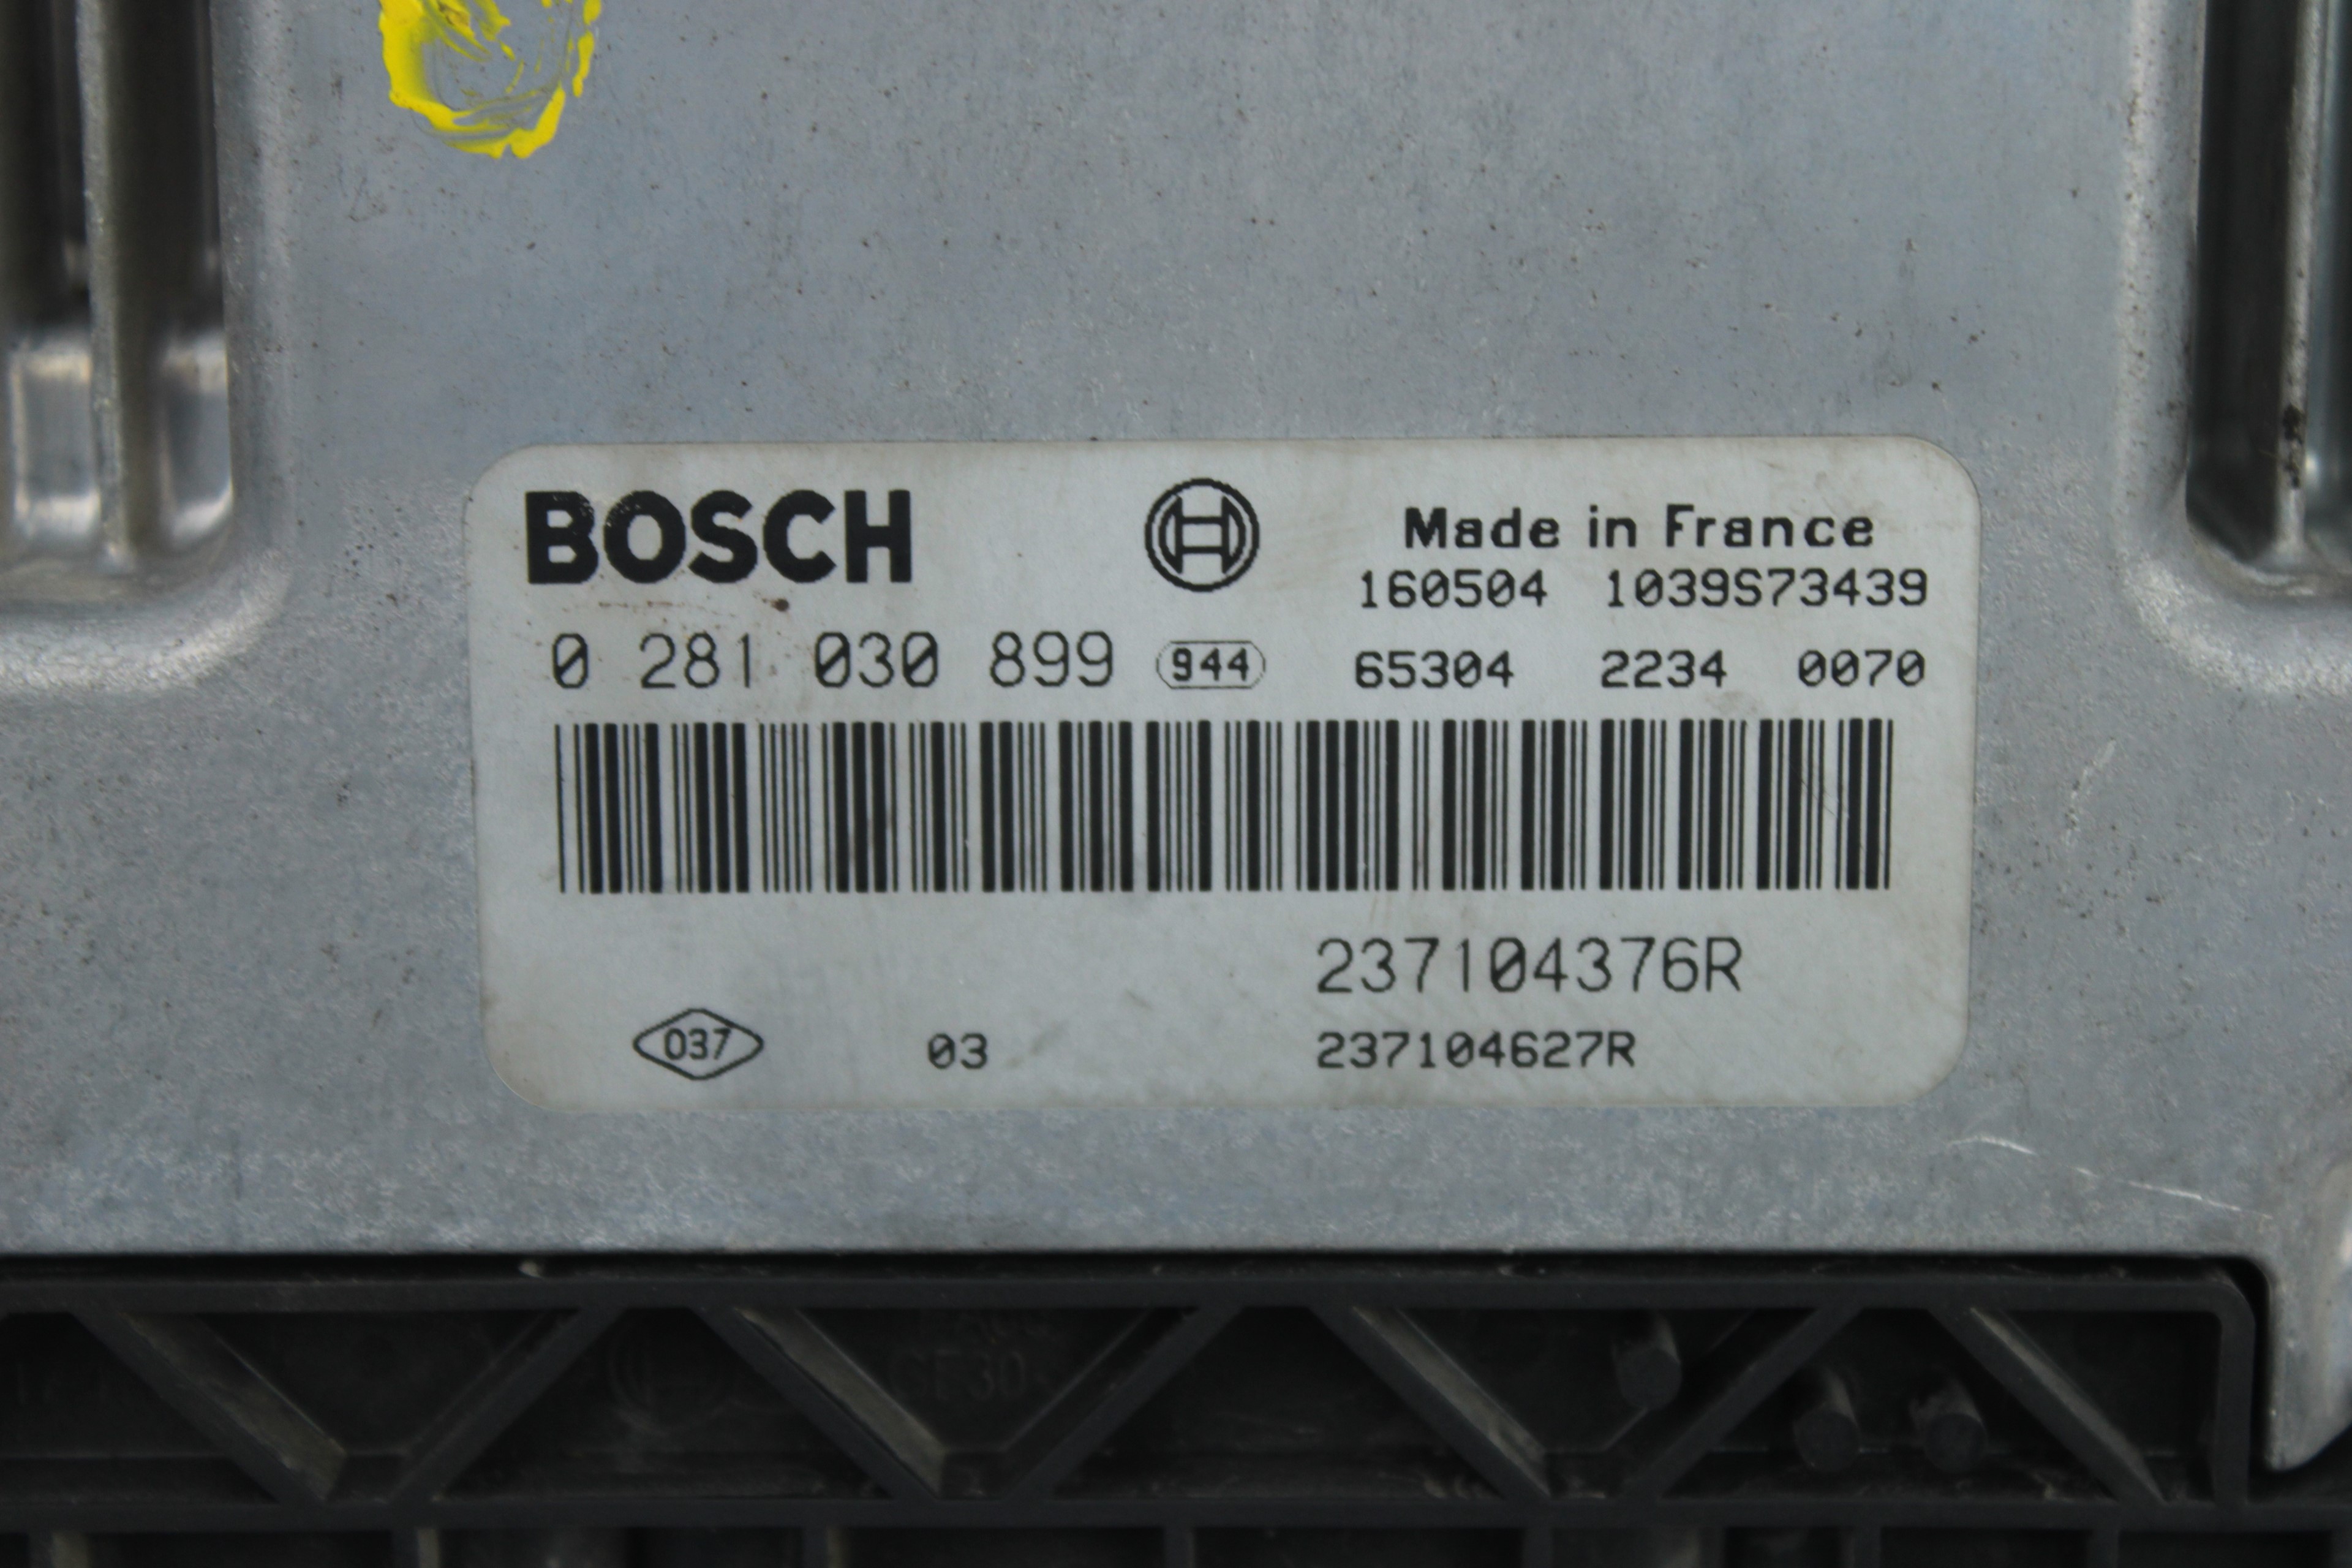 BOSCH
Made in France
160504 1039S73439
0 281 030 899 944 65304 2234 0070
237104376R
037 03 237104627R